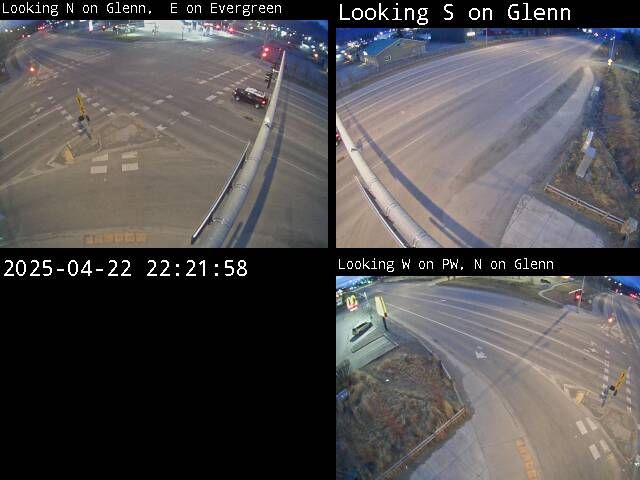 Looking N on Glenn,  E on Evergreen
Looking S on Glenn
2025-04-22 22:21:58
Looking W on PW, N on Glenn